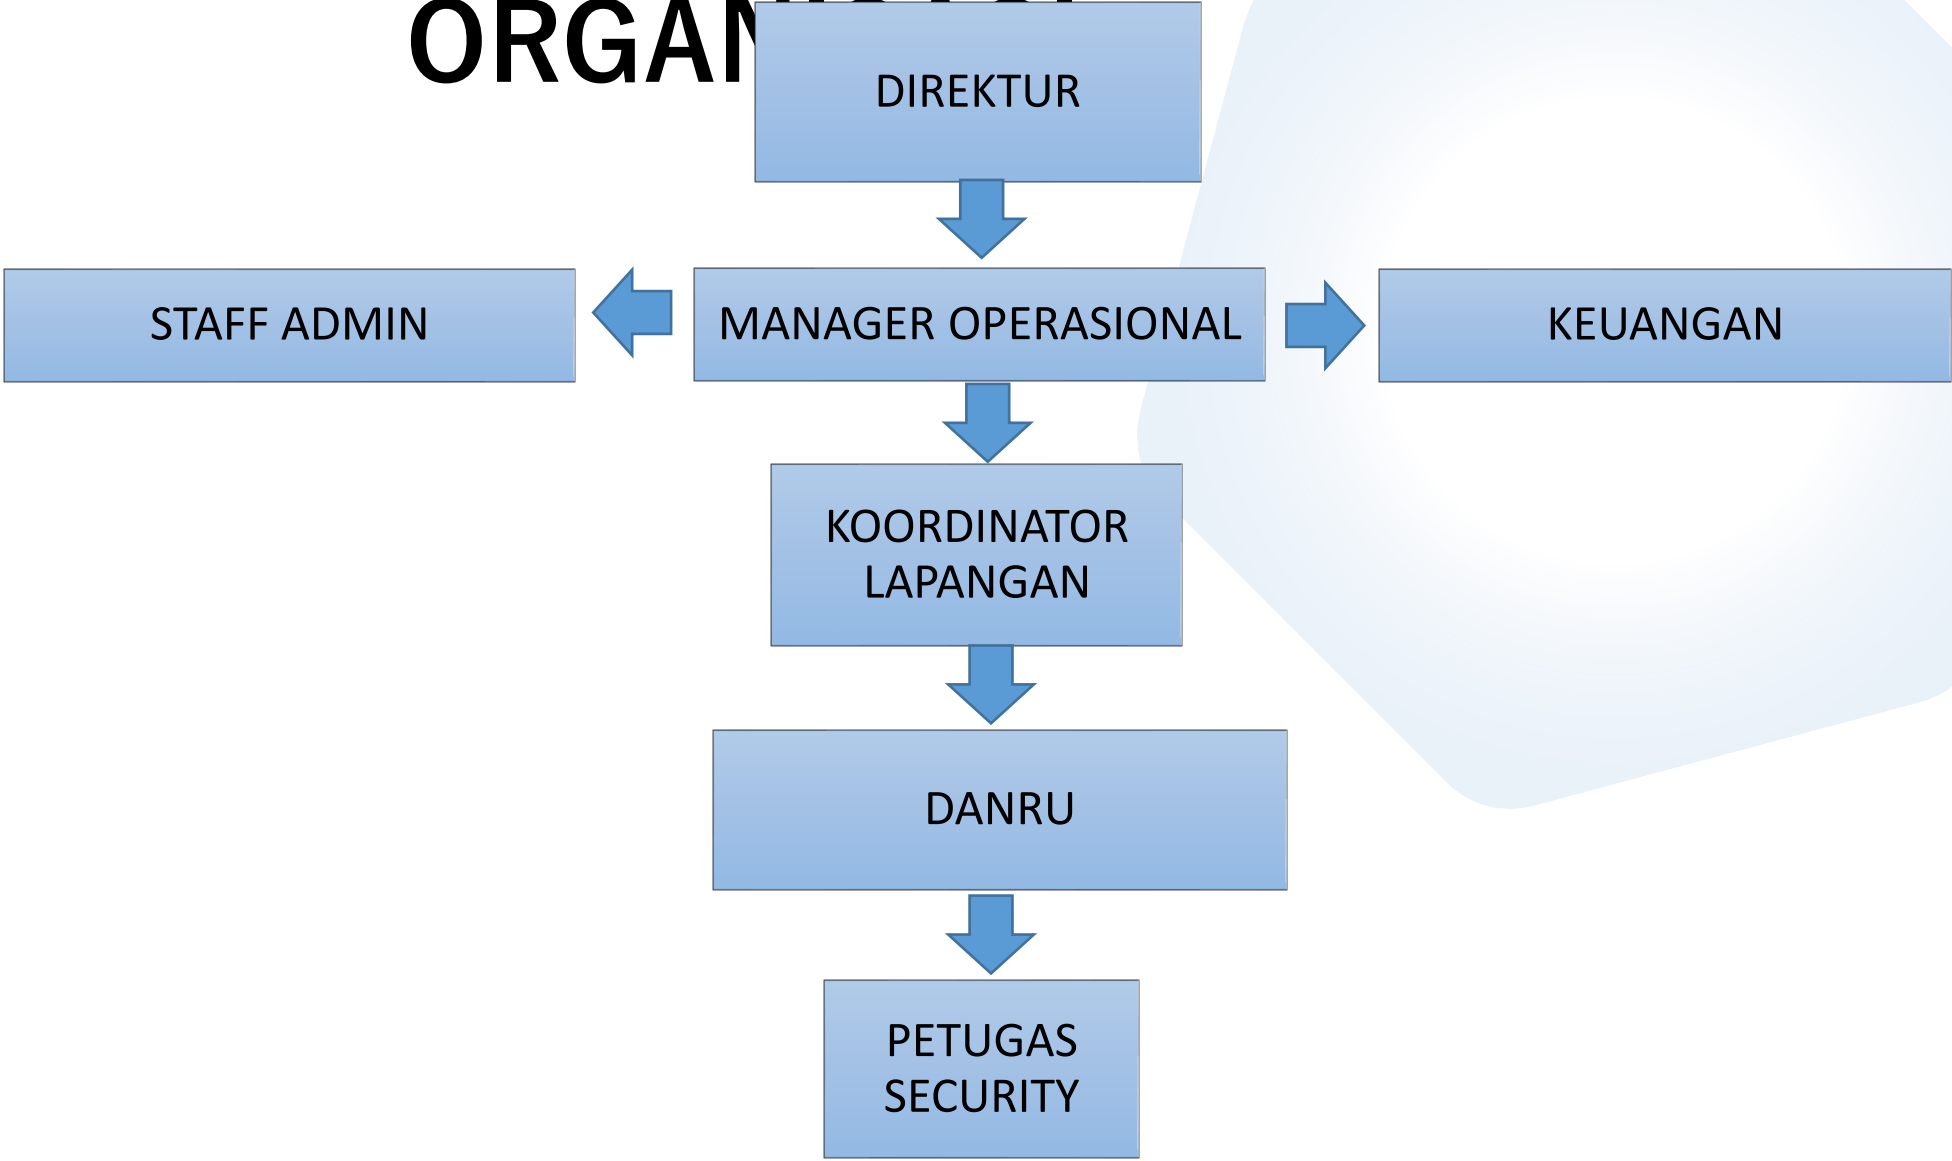 DIREKTUR
STAFF ADMIN
MANAGER OPERASIONAL
KEUANGAN
KOORDINATOR
LAPANGAN
DANRU
PETUGAS
SECURITY